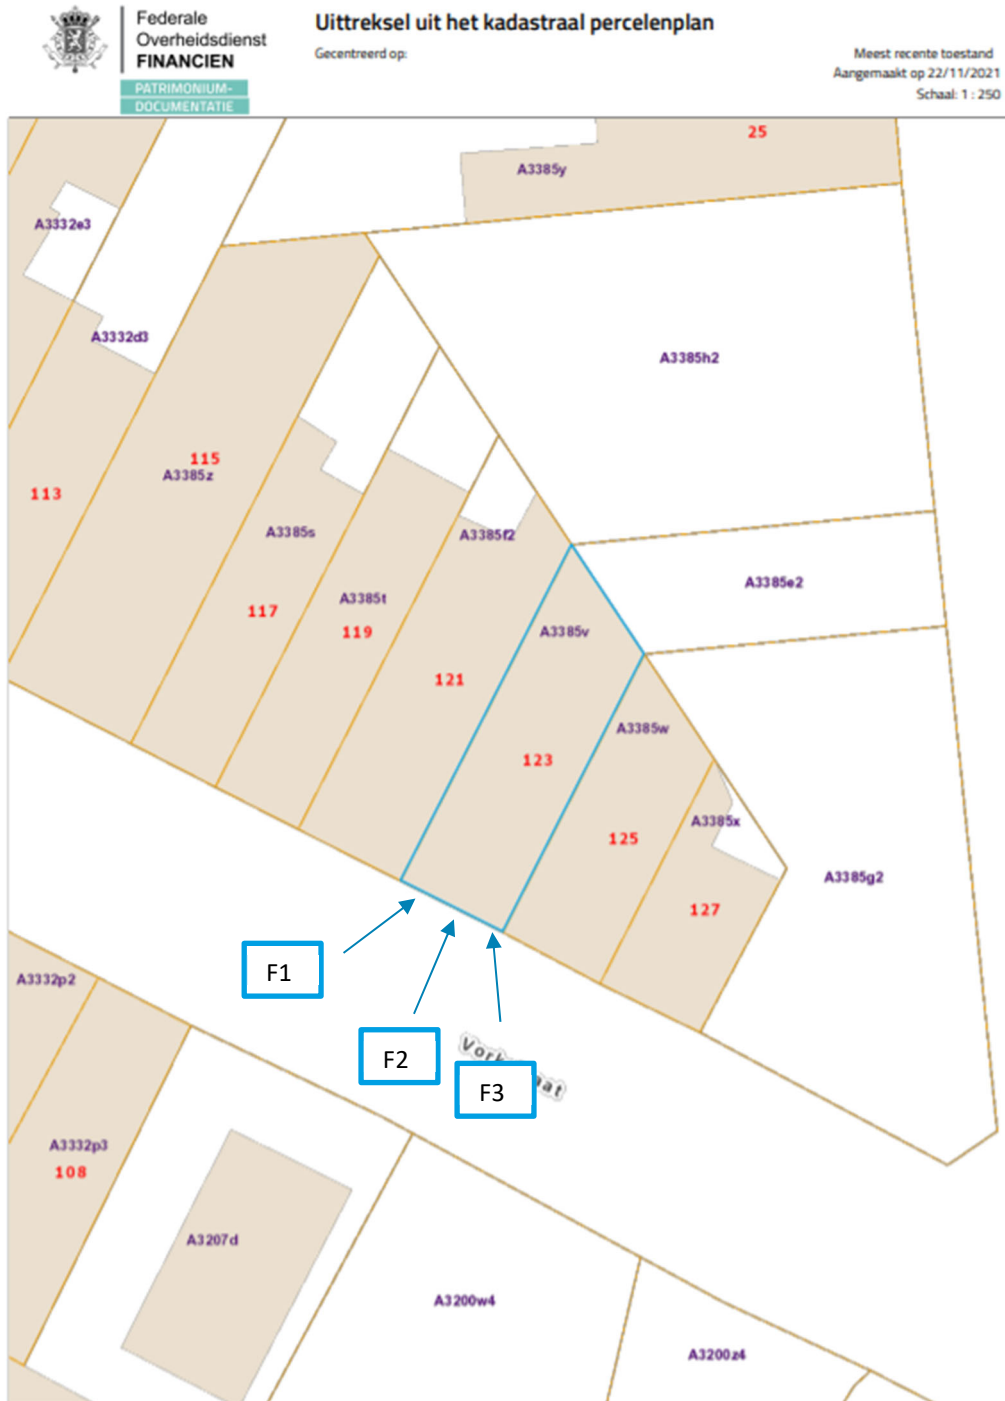 Federale
Overheidsdienst
FINANCIEN
PATRIMONIUM-
DOCUMENTATIE
Uittreksel uit het kadastraal percelenplan
Gecentreerd op:
Meest recente toestand
Aangemaakt op 22/11/2021
Schaal: 1 : 250
25
A3385y
A3332e3
A3332d3
A3385h2
115
A3385z
113
A3385s
A3385f2
A3385e2
A3385t
117
119
A3385v
121
A3385w
123
A3385x
125
A3385g2
127
F1
A3332p2
F2
F3
A3332p3
108
A3207d
A3200w4
A3200z4